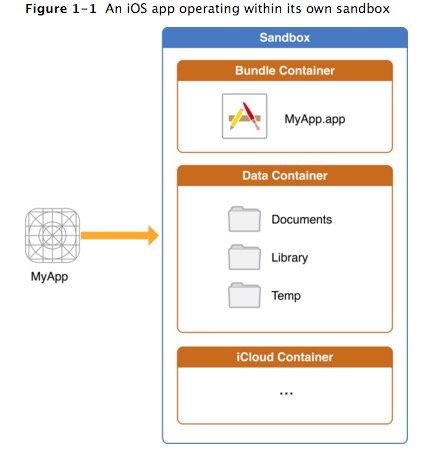 Figure 1–1 An iOS app operating within its own sandbox
Sandbox
Bundle Container
MyApp.app
Data Container
Documents
Library
Temp
MyApp
iCloud Container
...